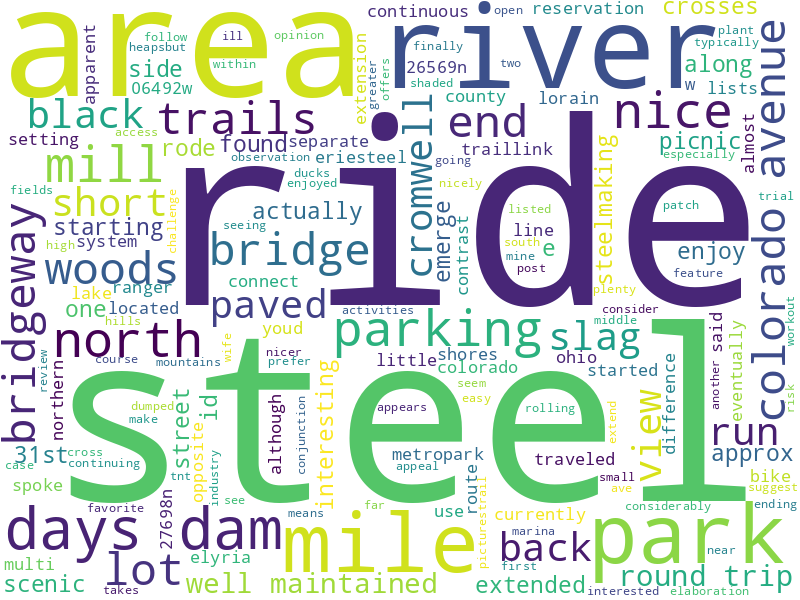 continuous
open
reservation
crosses
follow
ill
opinion
finally
plant
area
river
heapsbut
within
two
typically
apparent
side
extension
greater
offers
26569n
along
06492w
shaded
w
lists
black
trails
county
lorain
end
nice
avenue
access
setting
rode
found
separate
cromwell
traillink
picnic
almost
colorado
mill
observation
eriesteel
going
especially
fields
ducks
enjoyed
nicely
steelmaking
patch
short
challenge
ride
listed
trial
starting
seeing
actually
emerge
contrast
south
line
mine
e
post
enjoy
bridgeway
high
system
bridge
feature
woods
ranger
connect
lake
located
paved
activities
plenty
one
hills
consider
north
youd
parking
slag
middle
another
said
workout
review
northern
course
mountains
wife
nicer
prefer
little
shores
colorado
ohio
started
difference
eventually
risk
steel
although
seem
easy
favorite
dumped
make
street
id
interesting
appears
rolling
extend
view
run
31st
cross
opposite
metropark
small
approx
case
continuing
spoke
tnt
industry
conjunction
appeal
route
traveled
ave
bike
suggest
27698n
see
far
use
currently
considerably
ending
days
dam
means
mile
picturestrail
marina
back
park
near
lot
elyria
first
multi
scenic
takes
well maintained
extended
round trip
interested
elaboration